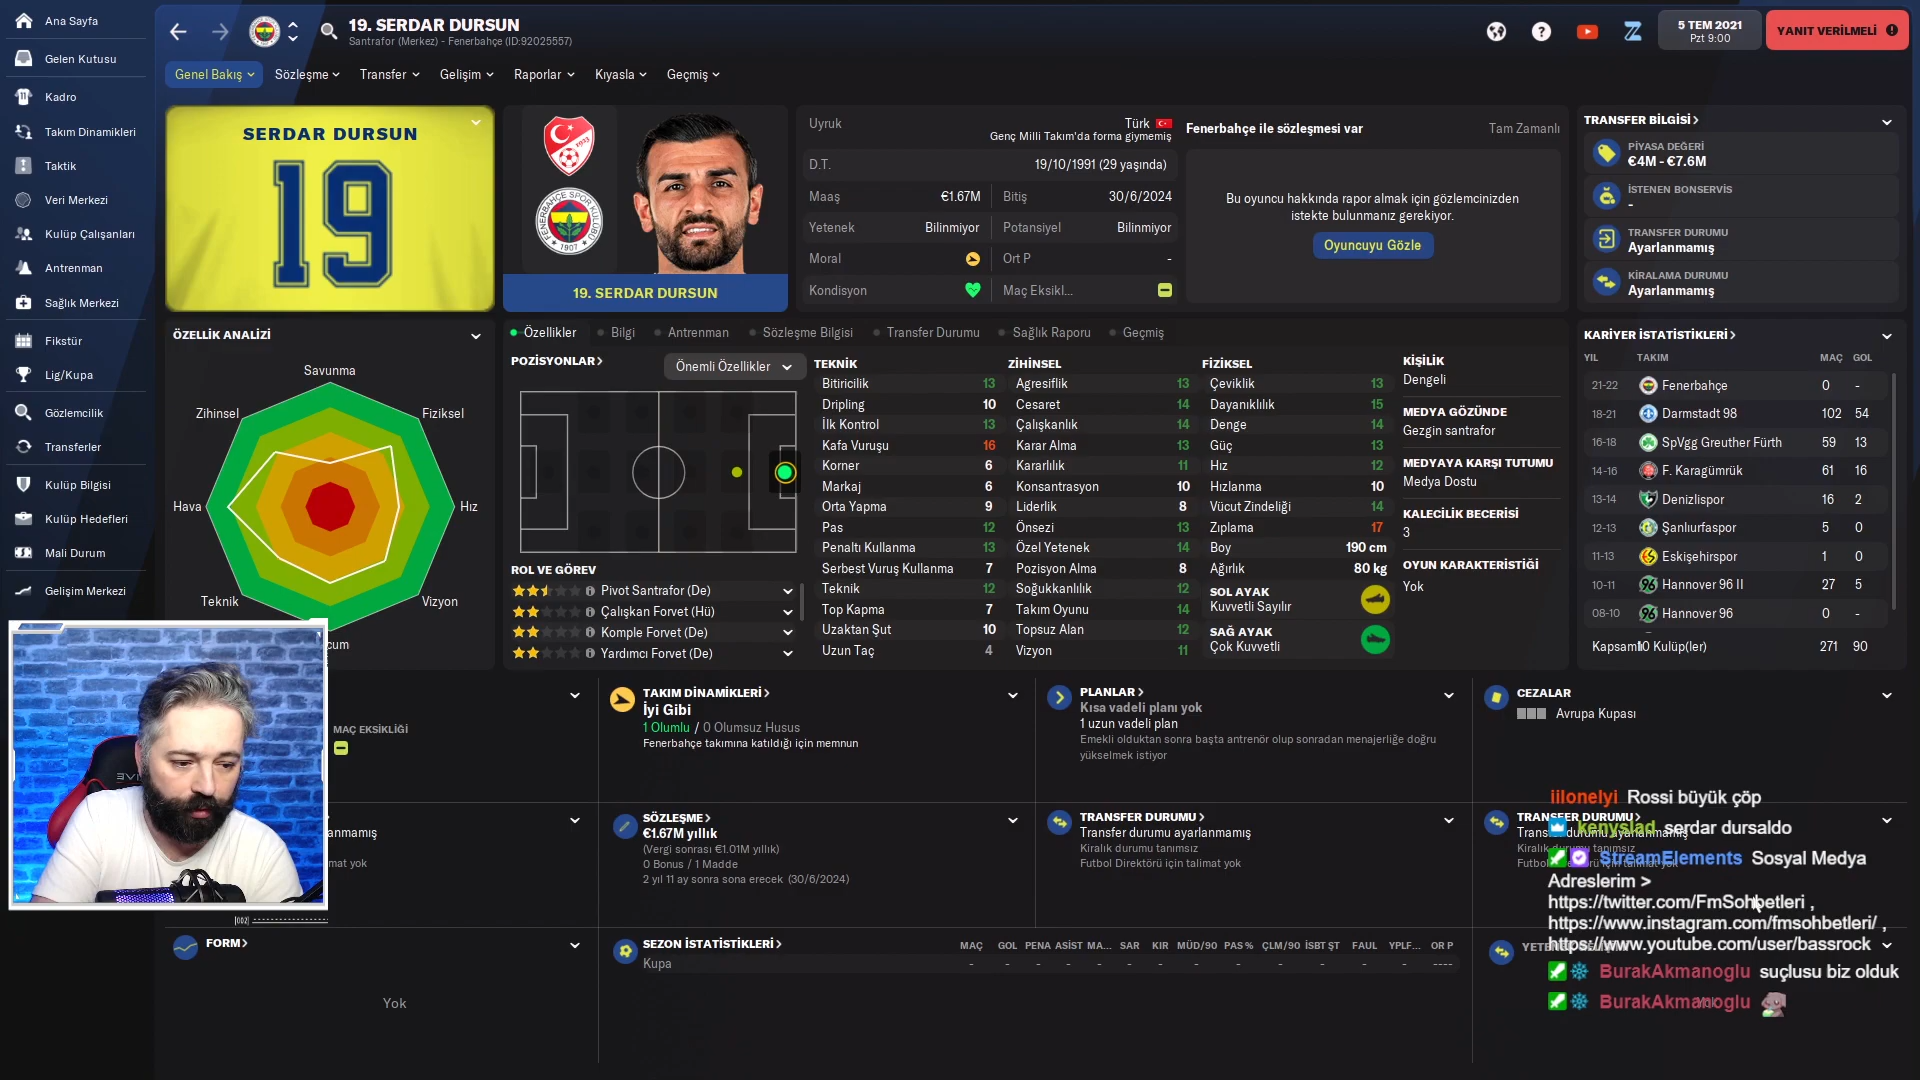 Ana Sayfa
Gelen Kutusu
Kadro
Takım Dinamikleri
Taktik
Veri Merkezi
Kulüp Çalışanları
Antrenman
Sağlık Merkezi
Fikstür
Lig/Kupa
Gözlemcilik
Transferler
Kulüp Bilgisi
Kulüp Hedefleri
Mali Durum
Gelişim Merkezi
19. SERDAR DURSUN
Santrafor (Merkez) - Fenerbahçe (ID:92025557)
5 TEM 2021
Pzt 9:00
YANIT VERİLMELİ
Genel Bakış
Sözleşme
Transfer
Gelişim
Raporlar
Kıyasla
Geçmiş
SERDAR DURSUN
19
FENERBAHÇE SPOR KULÜBÜ
1907
19. SERDAR DURSUN
Uyruk Türk
Genç Milli Takım'da forma giymemiş
D.T. 19/10/1991 (29 yaşında)
Maaş €1.67M Bitiş 30/6/2024
Yetenek Bilinmiyor Potansiyel Bilinmiyor
Moral Ort P -
Kondisyon Maç Eksikl...
Fenerbahçe ile sözleşmesi var Tam Zamanlı
Bu oyuncu hakkında rapor almak için gözlemcinizden
istekte bulunmanız gerekiyor.
Oyuncuyu Gözle
TRANSFER BİLGİSİ
PİYASA DEĞERİ
€4M - €7.6M
İSTENEN BONSERVİS
-
TRANSFER DURUMU
Ayarlanmamış
KİRALAMA DURUMU
Ayarlanmamış
ÖZELLİK ANALİZİ
Savunma
Zihinsel Fiziksel
Hava Hız
Teknik Vizyon
cum
Özellikler Bilgi Antrenman Sözleşme Bilgisi Transfer Durumu Sağlık Raporu Geçmiş
POZİSYONLAR
Önemli Özellikler
ROL VE GÖREV
Pivot Santrafor (De)
Çalışkan Forvet (Hü)
Komple Forvet (De)
Yardımcı Forvet (De)
TEKNİK
Bitiricilik 13
Dripling 10
İlk Kontrol 13
Kafa Vuruşu 16
Korner 6
Markaj 6
Orta Yapma 9
Pas 12
Penaltı Kullanma 13
Serbest Vuruş Kullanma 7
Teknik 12
Top Kapma 7
Uzaktan Şut 10
Uzun Taç 4
ZİHİNSEL
Agresiflik 13
Cesaret 14
Çalışkanlık 14
Karar Alma 13
Kararlılık 11
Konsantrasyon 10
Liderlik 8
Önsezi 13
Özel Yetenek 14
Pozisyon Alma 8
Soğukkanlılık 12
Takım Oyunu 14
Topsuz Alan 12
Vizyon 11
FİZİKSEL
Çeviklik 13
Dayanıklılık 15
Denge 14
Güç 13
Hız 12
Hızlanma 10
Vücut Zindeliği 14
Zıplama 17
Boy 190 cm
Ağırlık 80 kg
SOL AYAK
Kuvvetli Sayılır
SAĞ AYAK
Çok Kuvvetli
KİŞİLİK
Dengeli
MEDYA GÖZÜNDE
Gezgin santrafor
MEDYAYA KARŞI TUTUMU
Medya Dostu
KALECİLİK BECERİSİ
3
OYUN KARAKTERİSTİĞİ
Yok
KARİYER İSTATİSTİKLERİ
YIL TAKIM MAÇ GOL
21-22 Fenerbahçe 0 -
18-21 Darmstadt 98 102 54
16-18 SpVgg Greuther Fürth 59 13
14-16 F. Karagümrük 61 16
13-14 Denizlispor 16 2
12-13 Şanlıurfaspor 5 0
11-13 Eskişehirspor 1 0
10-11 Hannover 96 II 27 5
08-10 Hannover 96 0 -
Kapsamlı 10 Kulüp(ler) 271 90
MAÇ EKSİKLİĞİ
TAKIM DİNAMİKLERİ
İyi Gibi
1 Olumlu / 0 Olumsuz Husus
Fenerbahçe takımına katıldığı için memnun
PLANLAR
Kısa vadeli planı yok
1 uzun vadeli plan
Emekli olduktan sonra başta antrenör olup sonradan menajerliğe doğru
yükselmek istiyor
CEZALAR
Avrupa Kupası
anmamış
mat yok
SÖZLEŞME
€1.67M yıllık
(Vergi sonrası €1.01M yıllık)
0 Bonus / 1 Madde
2 yıl 11 ay sonra sona erecek (30/6/2024)
TRANSFER DURUMU
Transfer durumu ayarlanmamış
Kiralık durumu tanımsız
Futbol Direktörü için talimat yok
TRANSFER DURUMU
FORM
Yok
SEZON İSTATİSTİKLERİ MAÇ GOL PENA ASİST MA... SAR KIR MÜD/90 PAS % ÇLM/90 İSBT ŞT FAUL YPLF... OR P
Kupa - - - - - - - - - - - - - ----
iilonelyi Rossi büyük çöp
kenyslad serdar dursaldo
StreamElements Sosyal Medya
Adreslerim >
https://twitter.com/FmSohbetleri ,
https://www.instagram.com/fmsohbetleri/ ,
https://www.youtube.com/user/bassrock
BurakAkmanoglu suçlusu biz olduk
BurakAkmanoglu